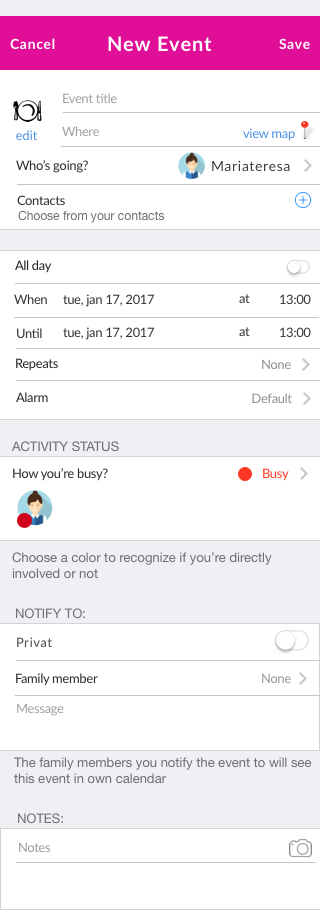 Cancel New Event Save
Event title
edit
Where view map
Who's going? Mariateresa
Contacts
Choose from your contacts
All day
When tue, jan 17, 2017 at 13:00
Until tue, jan 17, 2017 at 13:00
Repeats None
Alarm Default
ACTIVITY STATUS
How you're busy? Busy
Choose a color to recognize if you're directly
involved or not
NOTIFY TO:
Privat
Family member None
Message
The family members you notify the event to will see
this event in own calendar
NOTES:
Notes